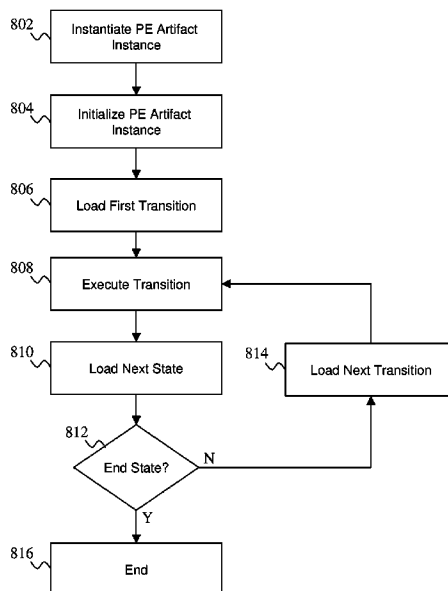 802
Instantiate PE Artifact
Instance
804
Initialize PE Artifact
Instance
806
Load First Transition
808
Execute Transition
810
Load Next State
814
Load Next Transition
812
End State?
N
Y
816
End